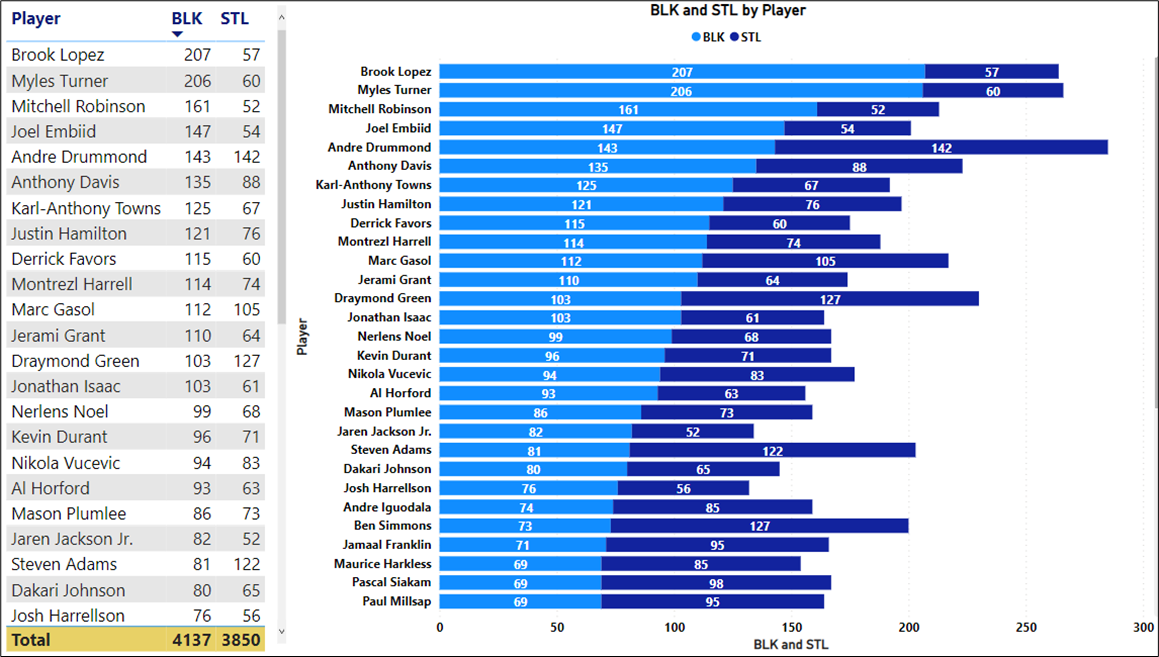 Player BLK STL
Brook Lopez 207 57
Myles Turner 206 60
Mitchell Robinson 161 52
Joel Embiid 147 54
Andre Drummond 143 142
Anthony Davis 135 88
Karl-Anthony Towns 125 67
Justin Hamilton 121 76
Derrick Favors 115 60
Montrezl Harrell 114 74
Marc Gasol 112 105
Jerami Grant 110 64
Draymond Green 103 127
Jonathan Isaac 103 61
Nerlens Noel 99 68
Kevin Durant 96 71
Nikola Vucevic 94 83
Al Horford 93 63
Mason Plumlee 86 73
Jaren Jackson Jr. 82 52
Steven Adams 81 122
Dakari Johnson 80 65
Josh Harrellson 76 56
Total 4137 3850
BLK and STL by Player
BLK STL
Player
Brook Lopez 207 57
Myles Turner 206 60
Mitchell Robinson 161 52
Joel Embiid 147 54
Andre Drummond 143 142
Anthony Davis 135 88
Karl-Anthony Towns 125 67
Justin Hamilton 121 76
Derrick Favors 115 60
Montrezl Harrell 114 74
Marc Gasol 112 105
Jerami Grant 110 64
Draymond Green 103 127
Jonathan Isaac 103 61
Nerlens Noel 99 68
Kevin Durant 96 71
Nikola Vucevic 94 83
Al Horford 93 63
Mason Plumlee 86 73
Jaren Jackson Jr. 82 52
Steven Adams 81 122
Dakari Johnson 80 65
Josh Harrellson 76 56
Andre Iguodala 74 85
Ben Simmons 73 127
Jamaal Franklin 71 95
Maurice Harkless 69 85
Pascal Siakam 69 98
Paul Millsap 69 95
0 50 100 150 200 250 300
BLK and STL